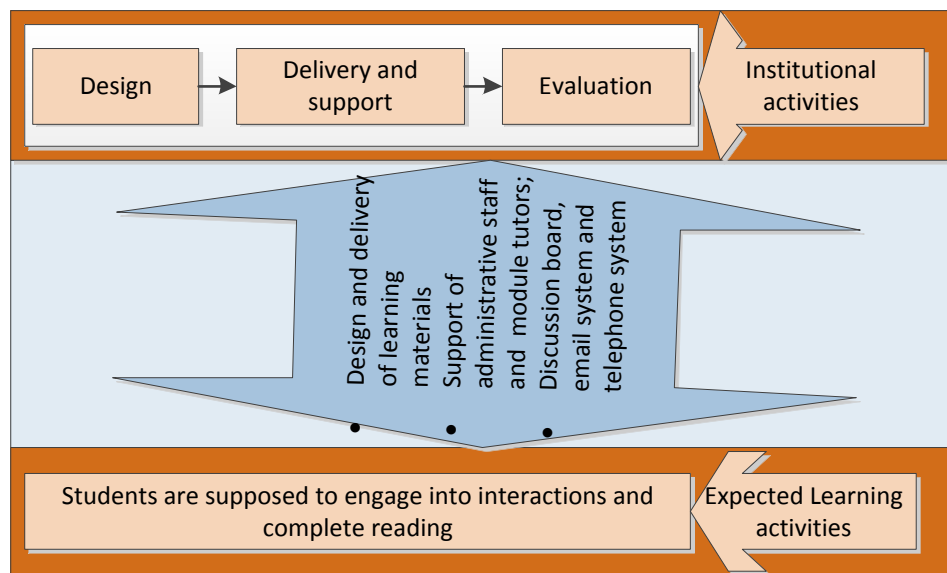 Design
Delivery and
support
Evaluation
Institutional
activities
• Design and delivery
of learning
materials
• Support of
administrative staff
and module tutors;
• Discussion board,
email system and
telephone system
Students are supposed to engage into interactions and
complete reading
Expected Learning
activities